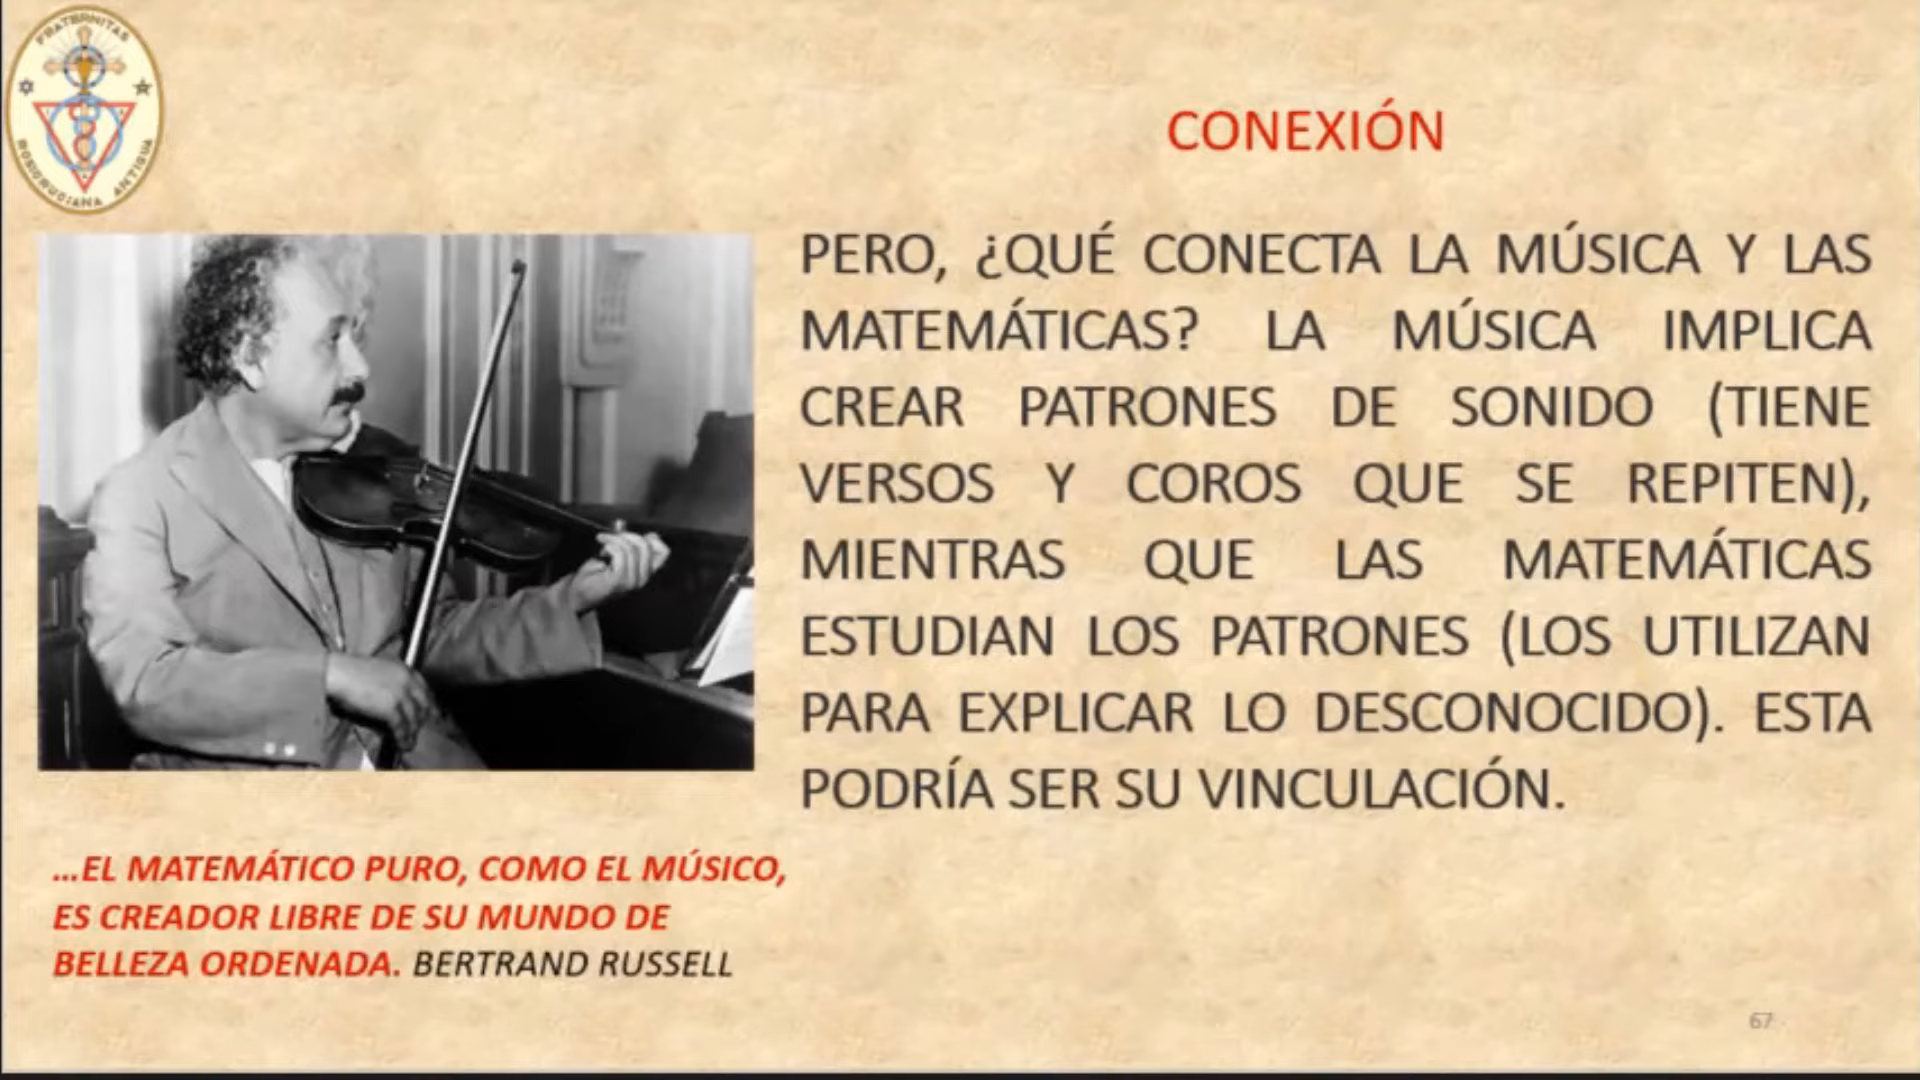 FRATERNITAS
ROSICRUCIANA ANTIQUA
CONEXIÓN
PERO, ¿QUÉ CONECTA LA MÚSICA Y LAS
MATEMÁTICAS? LA MÚSICA IMPLICA
CREAR PATRONES DE SONIDO (TIENE
VERSOS Y COROS QUE SE REPITEN),
MIENTRAS QUE LAS MATEMÁTICAS
ESTUDIAN LOS PATRONES (LOS UTILIZAN
PARA EXPLICAR LO DESCONOCIDO). ESTA
PODRÍA SER SU VINCULACIÓN.
...EL MATEMÁTICO PURO, COMO EL MÚSICO,
ES CREADOR LIBRE DE SU MUNDO DE
BELLEZA ORDENADA. BERTRAND RUSSELL
67